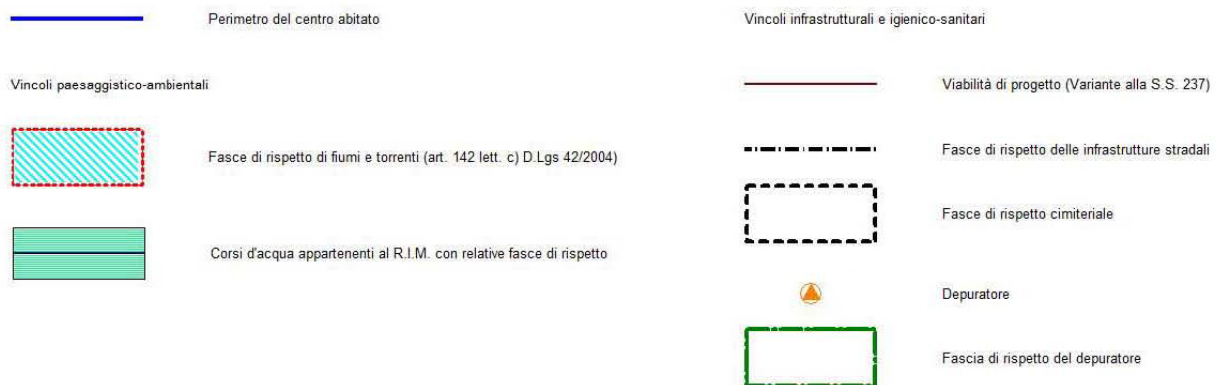 Perimetro del centro abitato
Vincoli paesaggistico-ambientali
Fasce di rispetto di fiumi e torrenti (art. 142 lett. c) D.Lgs 42/2004)
Corsi d'acqua appartenenti al R.I.M. con relative fasce di rispetto
Vincoli infrastrutturali e igienico-sanitari
Viabilità di progetto (Variante alla S.S. 237)
Fasce di rispetto delle infrastrutture stradali
Fasce di rispetto cimiteriale
Depuratore
Fascia di rispetto del depuratore